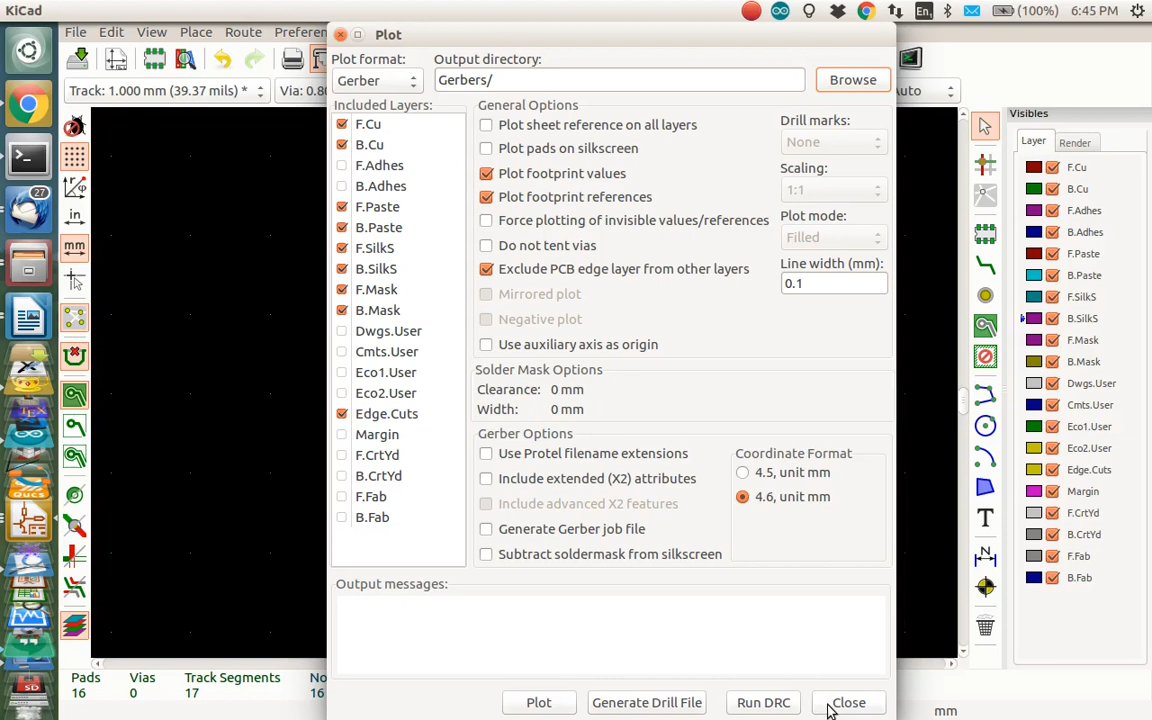 KiCad
En1
(100%)
6:45 PM
File
Edit
View
Place
Route
Preferen
Plot
Track: 1.000 mm (39.37 mils) *
Via: 0.80
Auto
27
in
mm
Plot format:
Gerber
Output directory:
Gerbers/
Browse
Included Layers:
F.Cu
B.Cu
F.Adhes
B.Adhes
F.Paste
B.Paste
F.SilkS
B.SilkS
F.Mask
B.Mask
Dwgs.User
Cmts.User
Eco1.User
Eco2.User
Edge.Cuts
Margin
F.CrtYd
B.CrtYd
F.Fab
B.Fab
General Options
Plot sheet reference on all layers
Plot pads on silkscreen
Plot footprint values
Plot footprint references
Force plotting of invisible values/references
Do not tent vias
Exclude PCB edge layer from other layers
Mirrored plot
Negative plot
Use auxiliary axis as origin
Drill marks:
None
Scaling:
1:1
Plot mode:
Filled
Line width (mm):
0.1
Solder Mask Options
Clearance: 0 mm
Width: 0 mm
Gerber Options
Use Protel filename extensions
Include extended (X2) attributes
Include advanced X2 features
Generate Gerber job file
Subtract soldermask from silkscreen
Coordinate Format
4.5, unit mm
4.6, unit mm
Output messages:
Plot
Generate Drill File
Run DRC
Close
Visibles
Layer
Render
F.Cu
B.Cu
F.Adhes
B.Adhes
F.Paste
B.Paste
F.SilkS
B.SilkS
F.Mask
B.Mask
Dwgs.User
Cmts.User
Eco1.User
Eco2.User
Edge.Cuts
Margin
F.CrtYd
B.CrtYd
F.Fab
B.Fab
Pads
16
Vias
0
Track Segments
17
No
16
mm